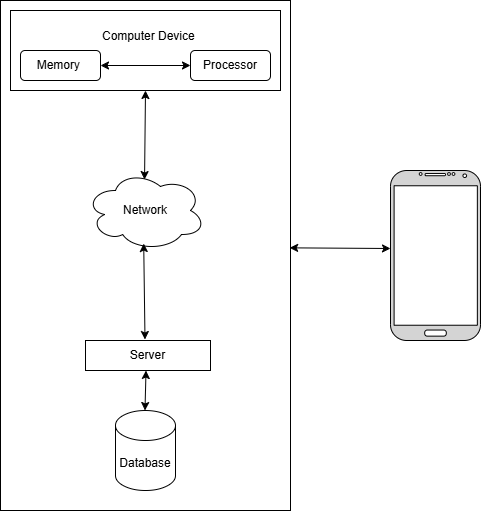 Computer Device
Memory
Processor
Network
Server
Database